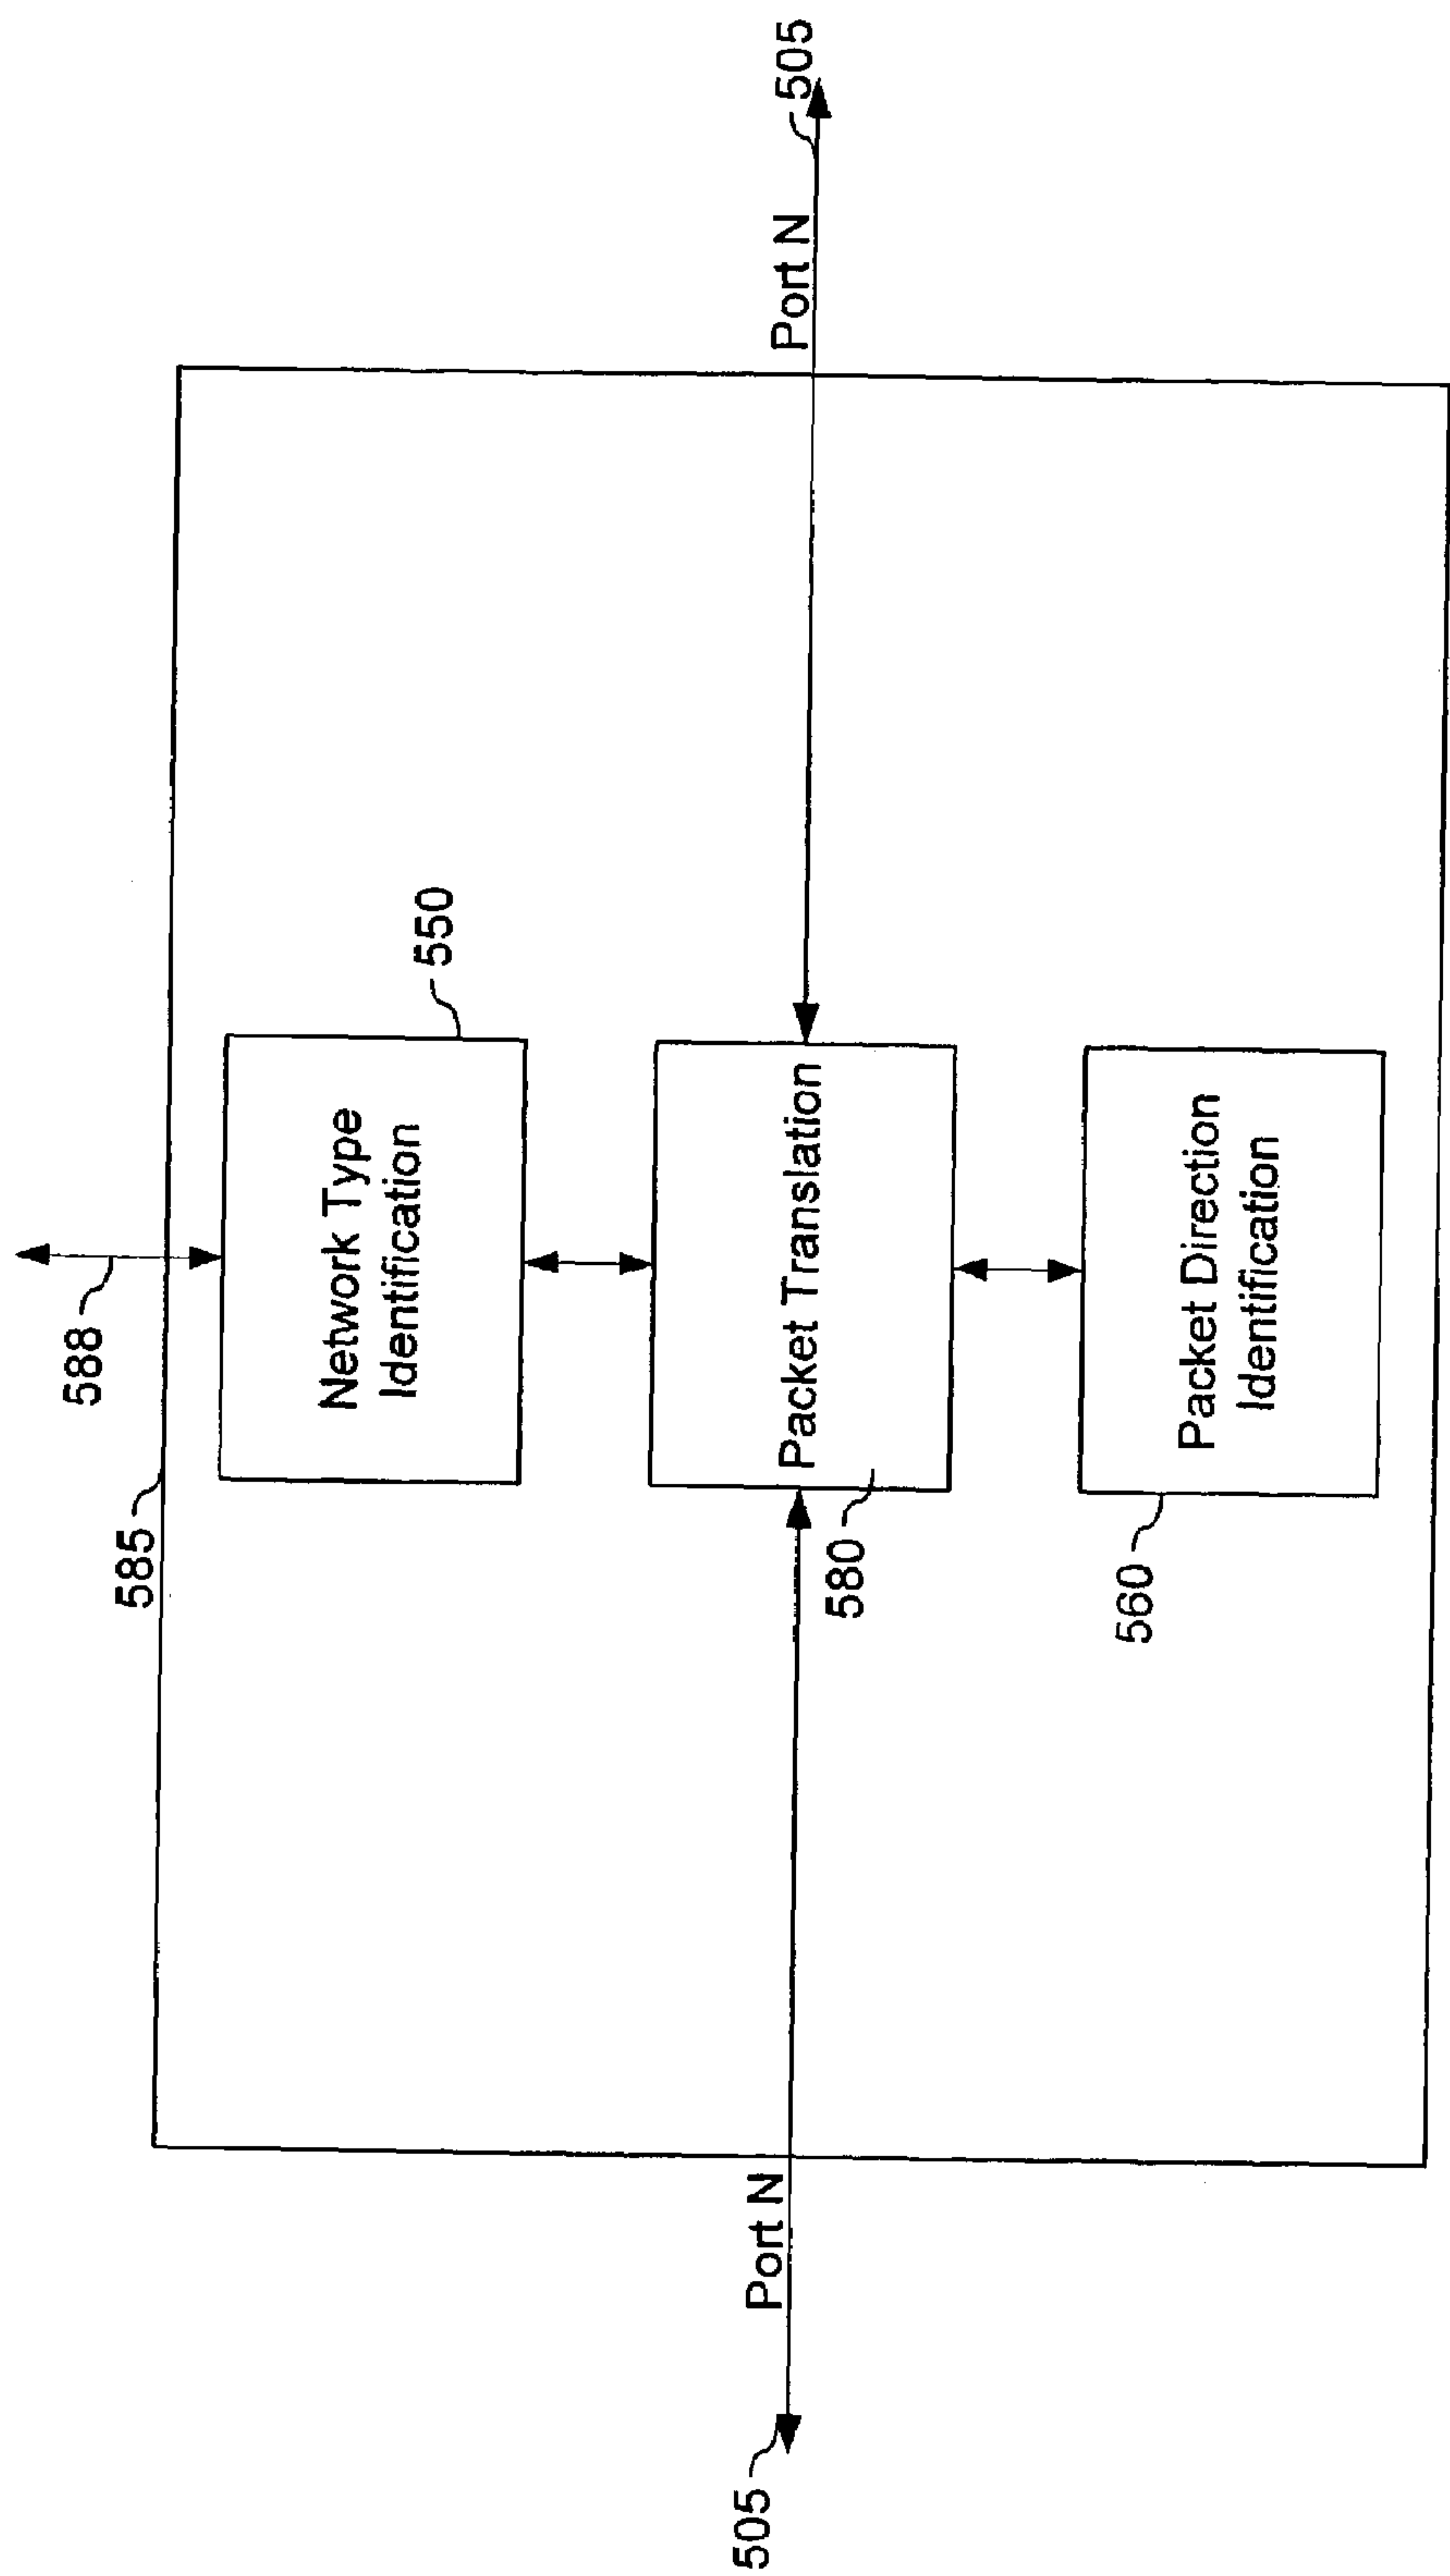 588
585
Network Type
Identification
550
505
Port N
Packet Translation
580
Port N
505
Packet Direction
Identification
560